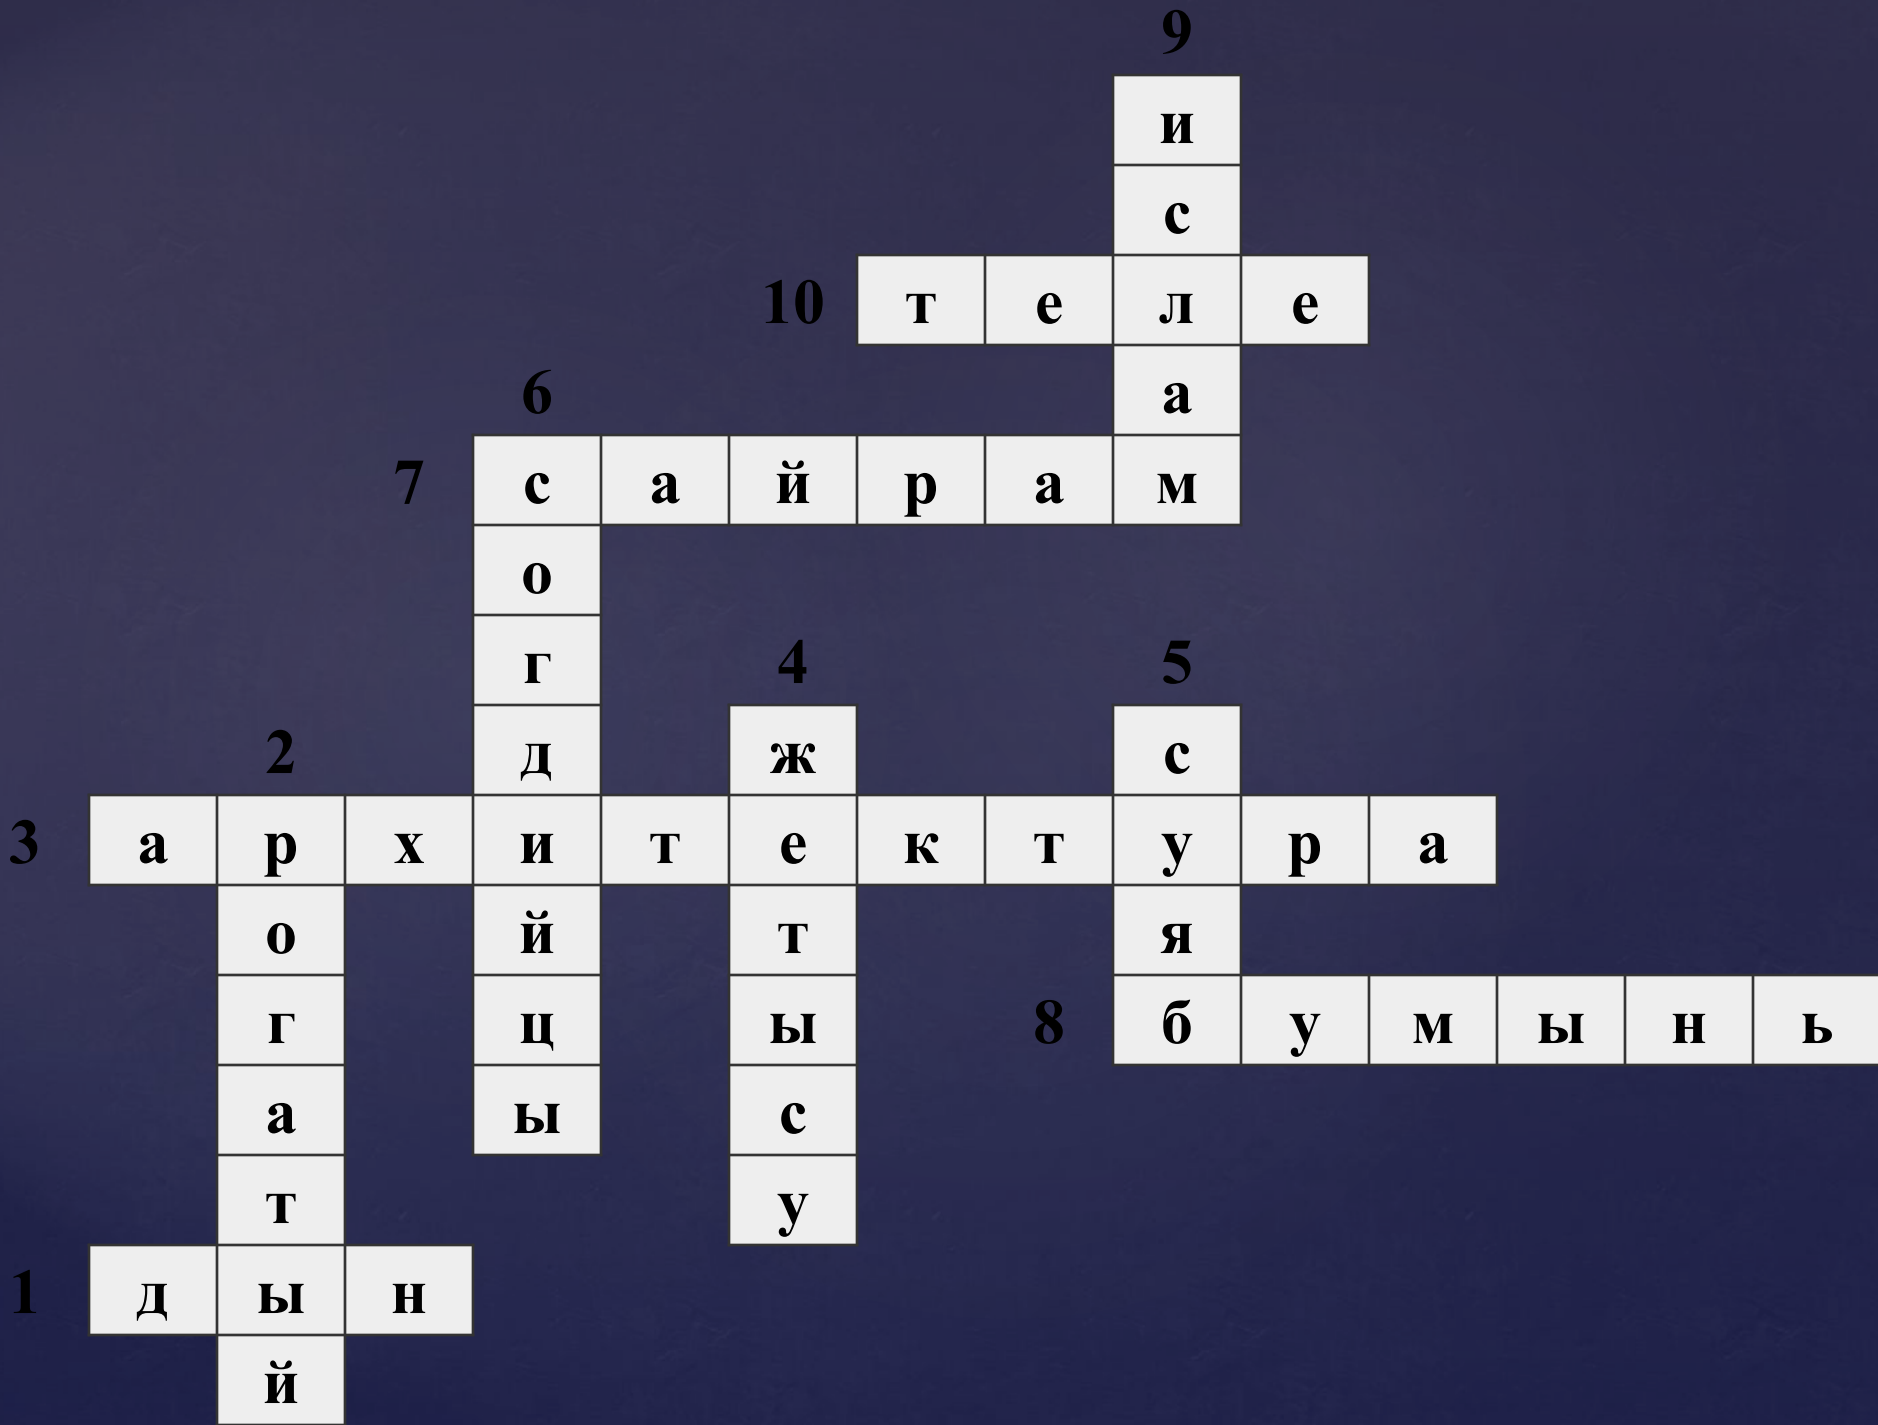 9
и
с
10 т е л е
6 а
7 с а й р а м
о
г 4 5
2 д ж с
3 а р х и т е к т у р а
о й т я
г ц ы 8 б у м ы н ь
а ы с
т у
1 д ы н
й